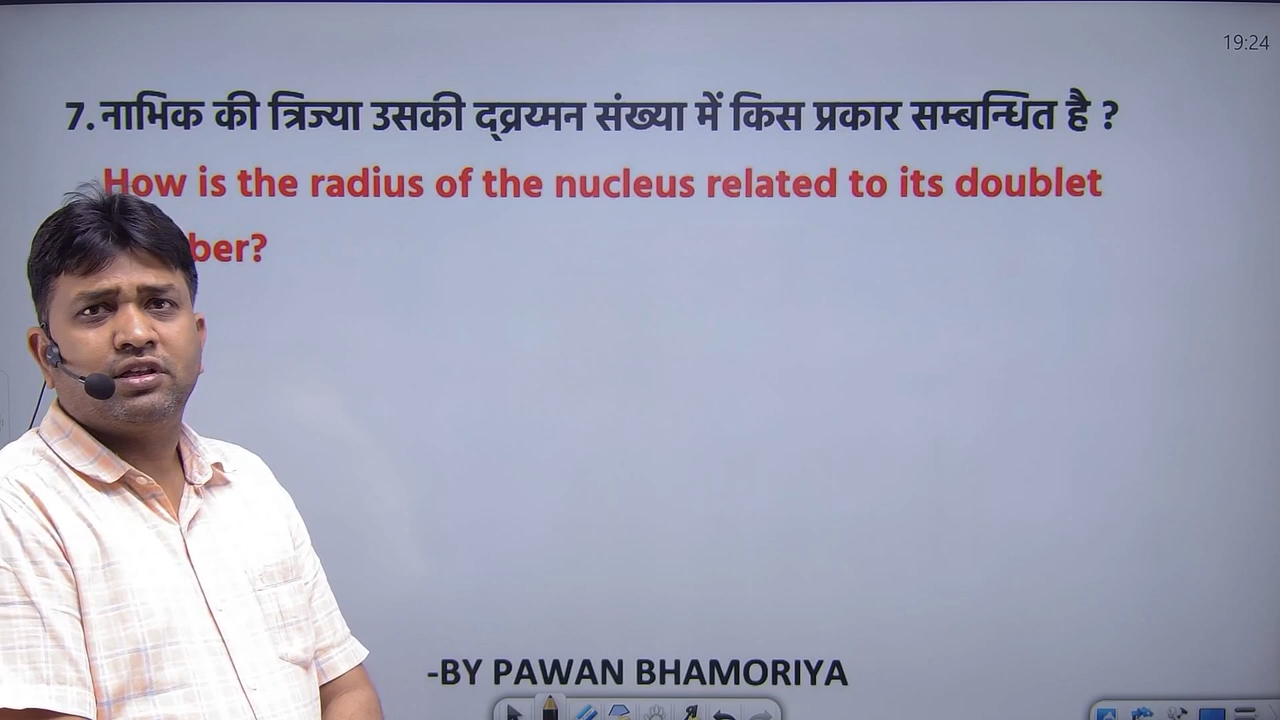 19:24
7. नाभिक की त्रिज्या उसकी द्व्रय्मन संख्या में किस प्रकार सम्बन्धित है ?
How is the radius of the nucleus related to its doublet
ber?
-BY PAWAN BHAMORIYA